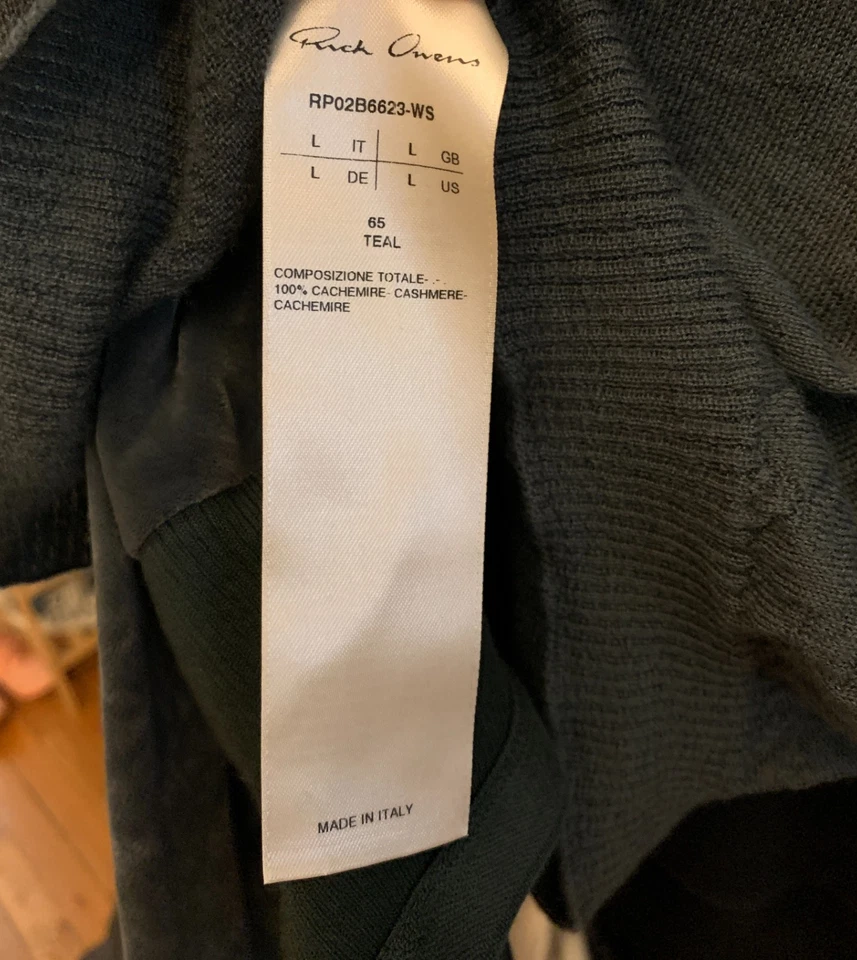 Rick Owens
RP02B6623-WS
L IT L GB
L DE L US
65
TEAL
COMPOSIZIONE TOTALE- .-.
100% CACHEMIRE- CASHMERE-
CACHEMIRE
MADE IN ITALY